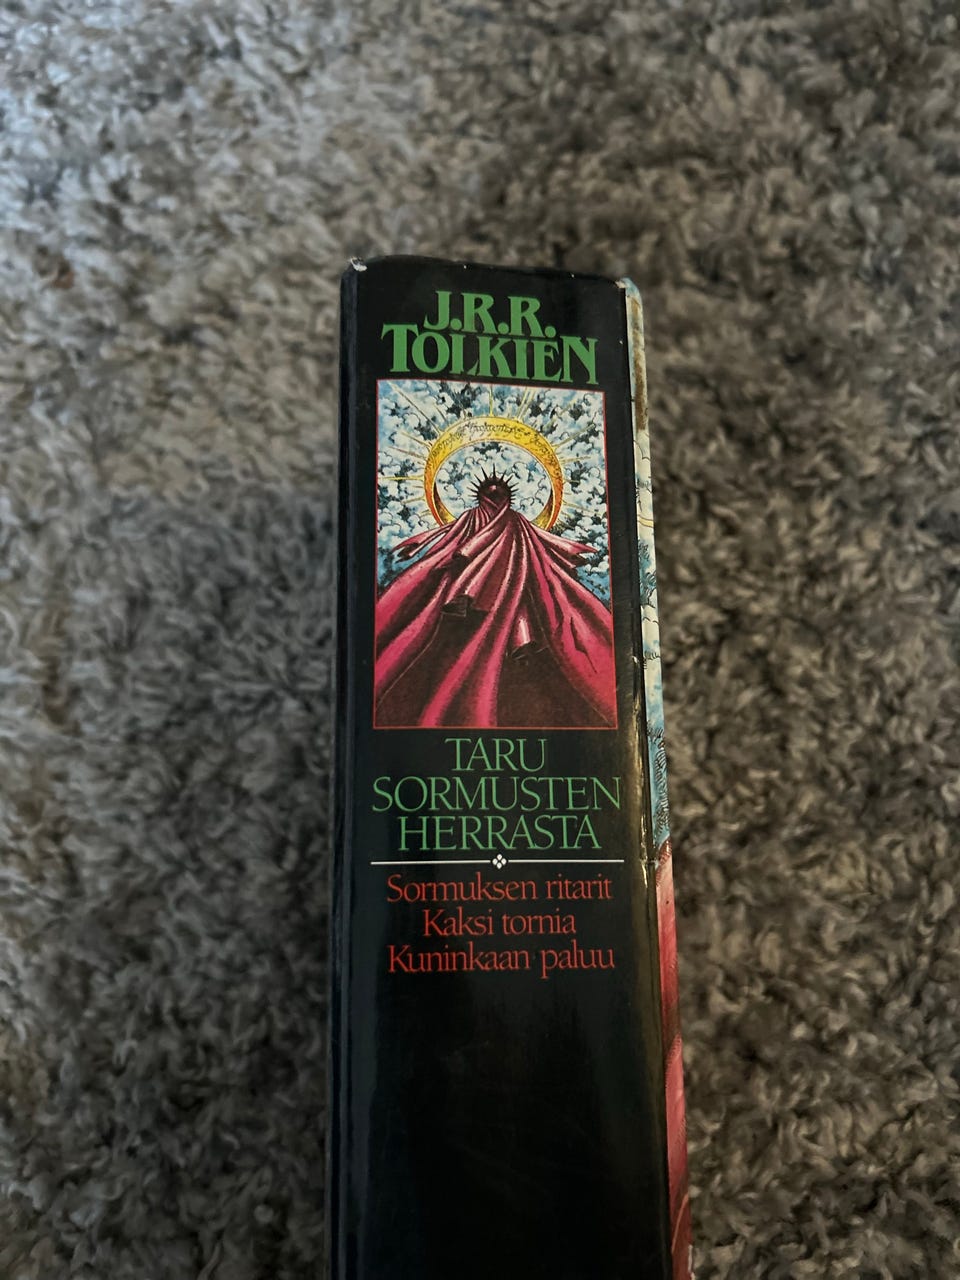 J.R.R.
TOLKIEN
TARU
SORMUSTEN
HERRASTA
Sormuksen ritarit
Kaksi tornia
Kuninkaan paluu